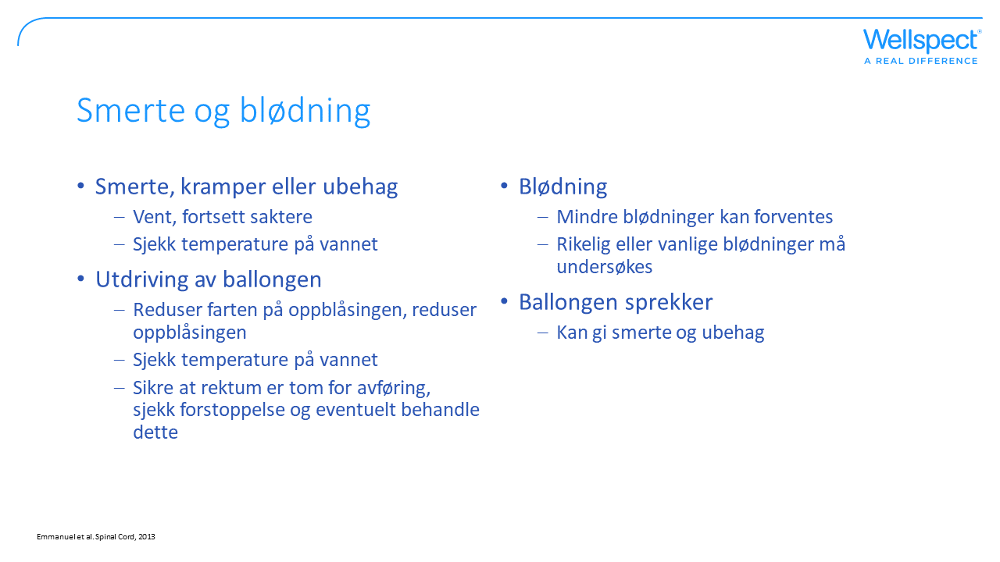 Wellspect®
A REAL DIFFERENCE
Smerte og blødning
• Smerte, kramper eller ubehag
– Vent, fortsett saktere
– Sjekk temperature på vannet
• Utdriving av ballongen
– Reduser farten på oppblåsingen, reduser
oppblåsingen
– Sjekk temperature på vannet
– Sikre at rektum er tom for avføring,
sjekk forstoppelse og eventuelt behandle
dette
• Blødning
– Mindre blødninger kan forventes
– Rikelig eller vanlige blødninger må
undersøkes
• Ballongen sprekker
– Kan gi smerte og ubehag
Emmanuel et al. Spinal Cord, 2013